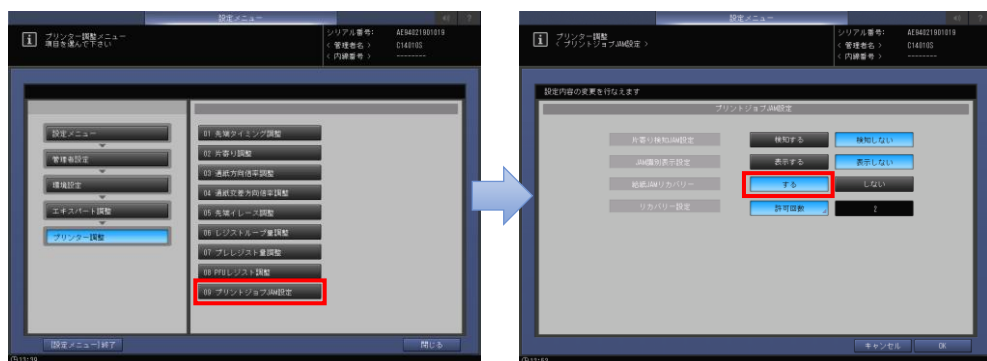 設定メニュー
プリンター調整メニュー
項目を選んで下さい
シリアル番号: AE94021901019
< 管理者名 > C14010S
< 内線番号 > --------
設定メニュー
管理者設定
環境設定
エキスパート調整
プリンター調整
01 先端タイミング調整
02 片寄り調整
03 通紙方向倍率調整
04 通紙交差方向倍率調整
05 先端イレース調整
06 レジストループ量調整
07 プレレジスト量調整
08 PFUレジスト調整
09 プリントジョブJAM設定
[設定メニュー]終了
閉じる
設定メニュー
プリンター調整
< プリントジョブJAM設定 >
シリアル番号: AE94021901019
< 管理者名 > C14010S
< 内線番号 > --------
設定内容の変更を行なえます
プリントジョブJAM設定
片寄り検知JAM設定 検知する 検知しない
JAM識別表示設定 表示する 表示しない
給紙JAMリカバリー する しない
リカバリー設定 許可回数 2
キャンセル OK